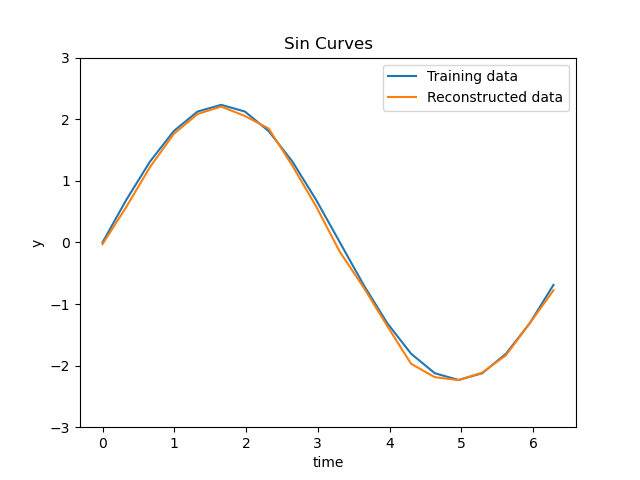 Sin Curves
Training data
Reconstructed data
3
2
1
0
−1
−2
−3
y
0 1 2 3 4 5 6
time